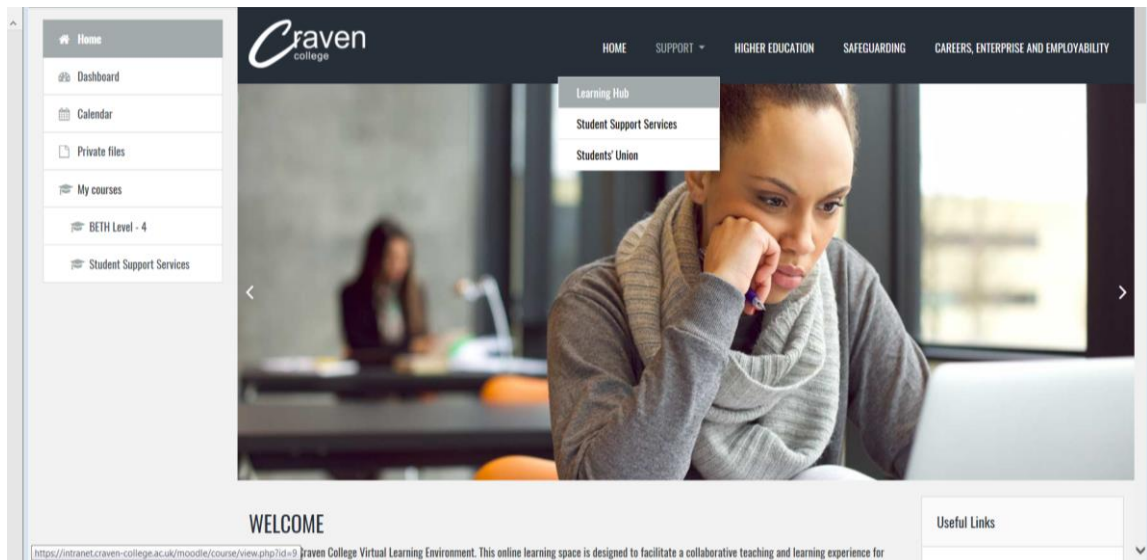 Home
Dashboard
Calendar
Private files
My courses
BETH Level - 4
Student Support Services
Craven
college
HOME SUPPORT HIGHER EDUCATION SAFEGUARDING CAREERS, ENTERPRISE AND EMPLOYABILITY
Learning Hub
Student Support Services
Students' Union
WELCOME
Useful Links
https://intranet.craven-college.ac.uk/moodle/course/view.php?id=9 Craven College Virtual Learning Environment. This online learning space is designed to facilitate a collaborative teaching and learning experience for